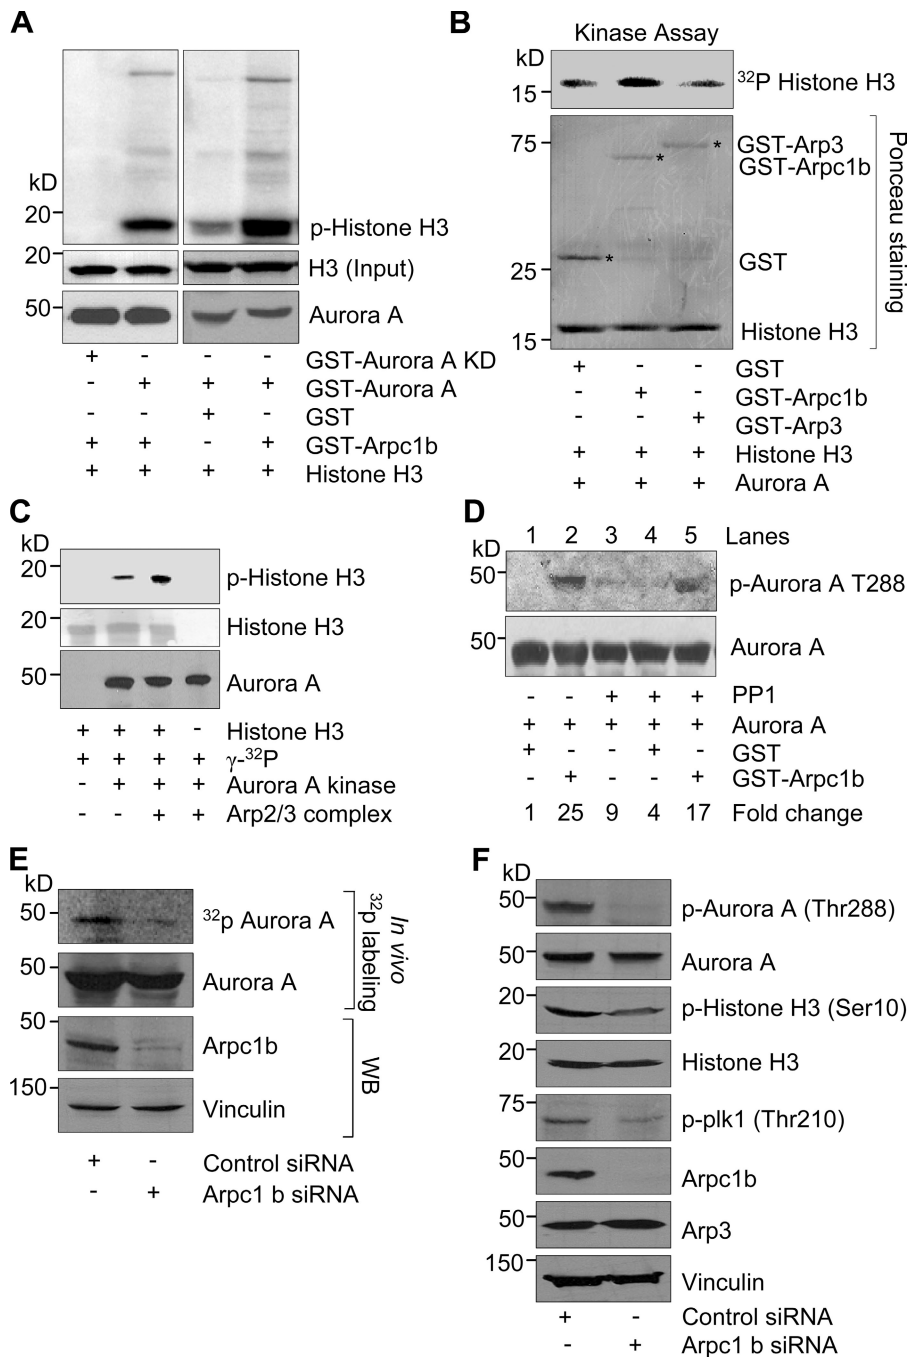 A
kD
20
p-Histone H3
20
H3 (Input)
50
Aurora A
+ - - - GST-Aurora A KD
- + + + GST-Aurora A
- - + - GST
+ + - + GST-Arpc1b
+ + + + Histone H3
B
Kinase Assay
kD
15
32P Histone H3
75
GST-Arp3
*
GST-Arpc1b
*
25
GST
*
15
Histone H3
Ponceau staining
+ - - GST
- + - GST-Arpc1b
- - + GST-Arp3
+ + + Histone H3
+ + + Aurora A
C
kD
20
p-Histone H3
20
Histone H3
50
Aurora A
+ + + - Histone H3
+ + + + γ-32P
- + + + Aurora A kinase
- - + + Arp2/3 complex
D
1 2 3 4 5 Lanes
kD
50
p-Aurora A T288
50
Aurora A
- - + + + PP1
+ + + + + Aurora A
+ - - + - GST
- + - - + GST-Arpc1b
1 25 9 4 17 Fold change
E
kD
50
32p Aurora A
50
Aurora A
In vivo
32p labeling
50
Arpc1b
150
Vinculin
WB
+ - Control siRNA
- + Arpc1 b siRNA
F
kD
50
p-Aurora A (Thr288)
50
Aurora A
20
p-Histone H3 (Ser10)
20
Histone H3
75
p-plk1 (Thr210)
50
Arpc1b
50
Arp3
150
Vinculin
+ - Control siRNA
- + Arpc1 b siRNA